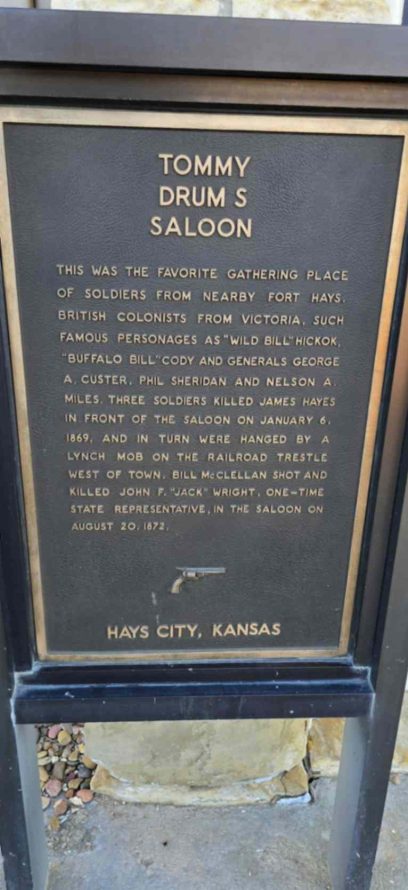 TOMMY
DRUM S
SALOON
THIS WAS THE FAVORITE GATHERING PLACE
OF SOLDIERS FROM NEARBY FORT HAYS,
BRITISH COLONISTS FROM VICTORIA, SUCH
FAMOUS PERSONAGES AS "WILD BILL" HICKOK,
"BUFFALO BILL" CODY AND GENERALS GEORGE
A. CUSTER, PHIL SHERIDAN AND NELSON A.
MILES. THREE SOLDIERS KILLED JAMES HAYES
IN FRONT OF THE SALOON ON JANUARY 6,
1869, AND IN TURN WERE HANGED BY A
LYNCH MOB ON THE RAILROAD TRESTLE
WEST OF TOWN. BILL McCLELLAN SHOT AND
KILLED JOHN F. "JACK" WRIGHT, ONE-TIME
STATE REPRESENTATIVE, IN THE SALOON ON
AUGUST 20, 1872.
HAYS CITY, KANSAS